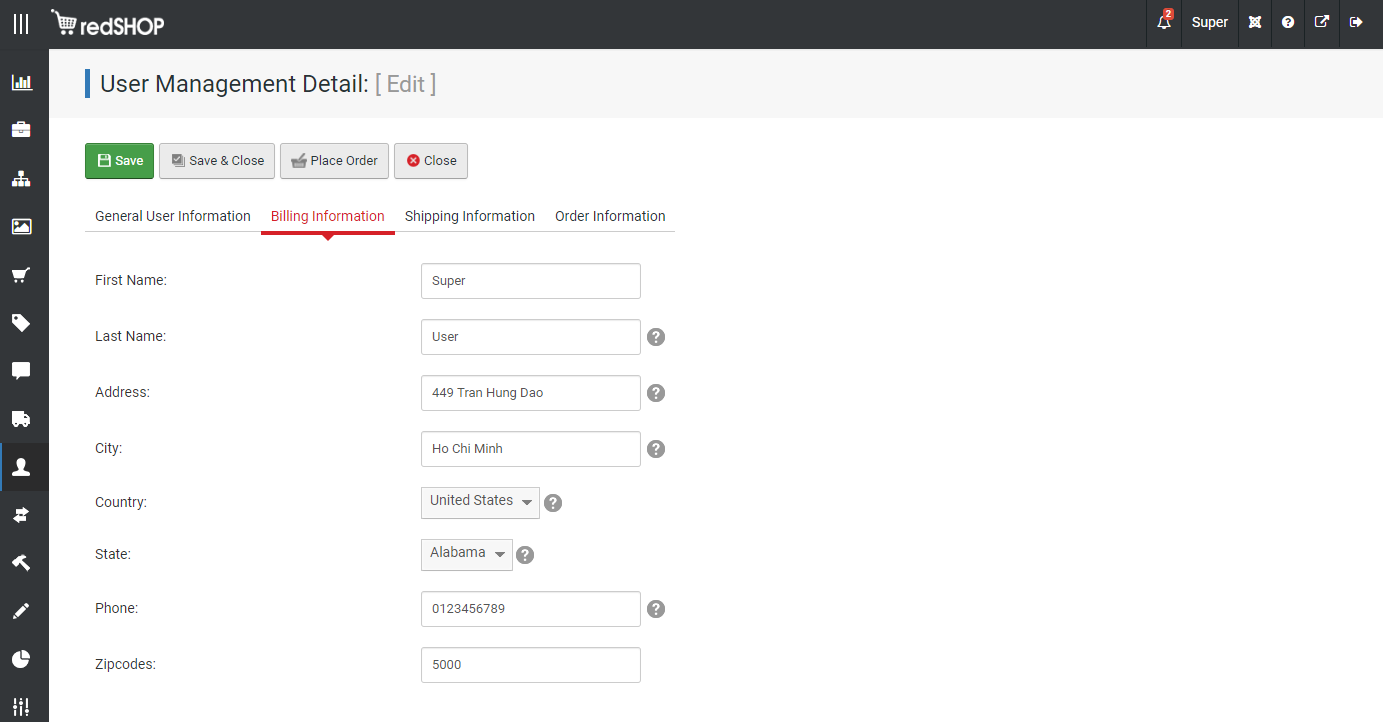 redSHOP
2
Super
User Management Detail: [ Edit ]
Save
Save & Close
Place Order
Close
General User Information
Billing Information
Shipping Information
Order Information
First Name:
Super
Last Name:
User
Address:
449 Tran Hung Dao
City:
Ho Chi Minh
Country:
United States
State:
Alabama
Phone:
0123456789
Zipcodes:
5000